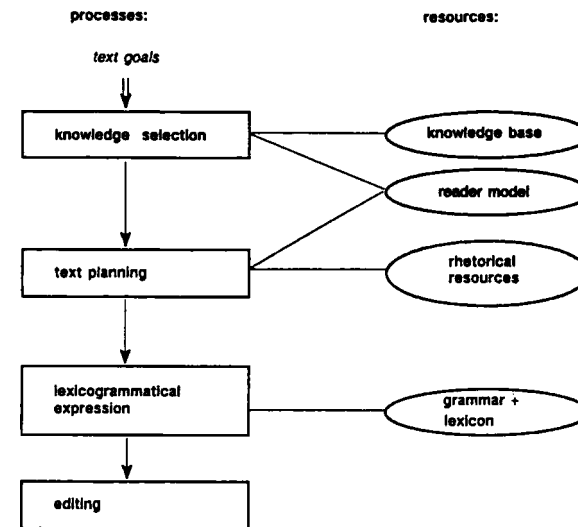 processes:
resources:
text goals
knowledge selection
knowledge base
reader model
text planning
rhetorical
resources
lexicogrammatical
expression
grammar +
lexicon
editing